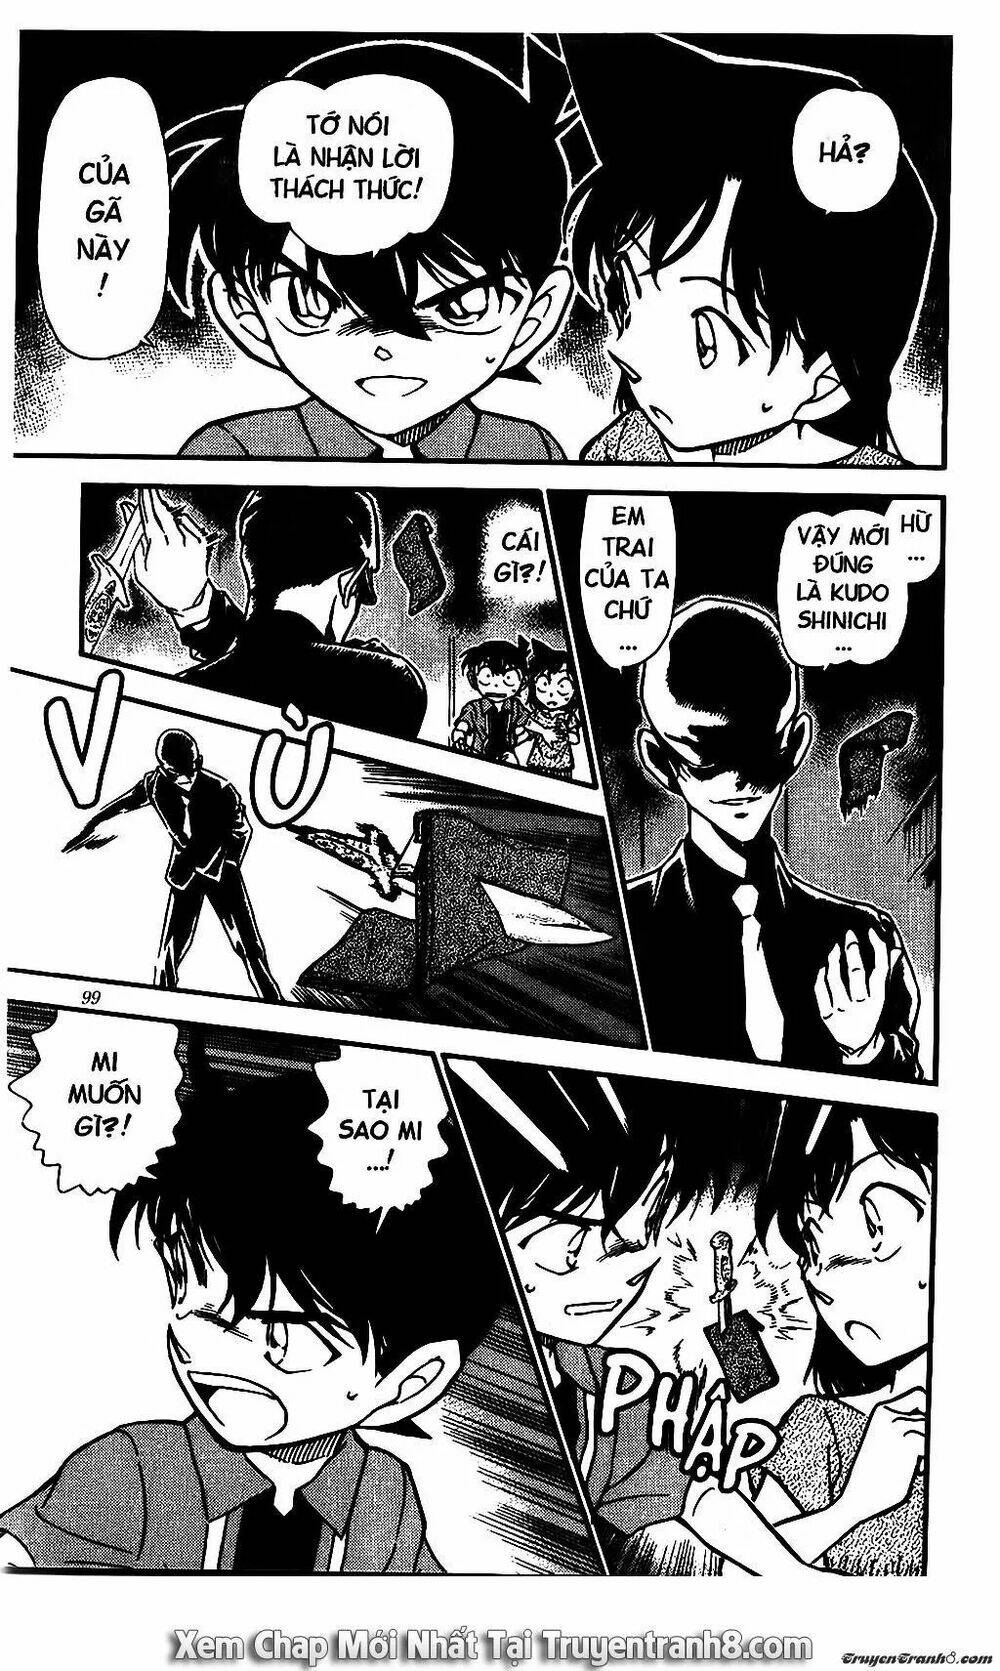 HẢ?
TỚ NÓI
LÀ NHẬN LỜI
THÁCH THỨC!
CỦA
GÃ
NÀY
!
HỪ
...
VẬY MỚI
ĐÚNG
LÀ KUDO
SHINICHI
...
EM
TRAI
CỦA TA
CHỨ
...
CÁI
GÌ?!
VÙ
99
PHẬP
TẠI
SAO MI
...!
MI
MUỐN
GÌ?!
Xem Chap Mới Nhất Tại Truyentranh8.com
TruyenTranh8.com